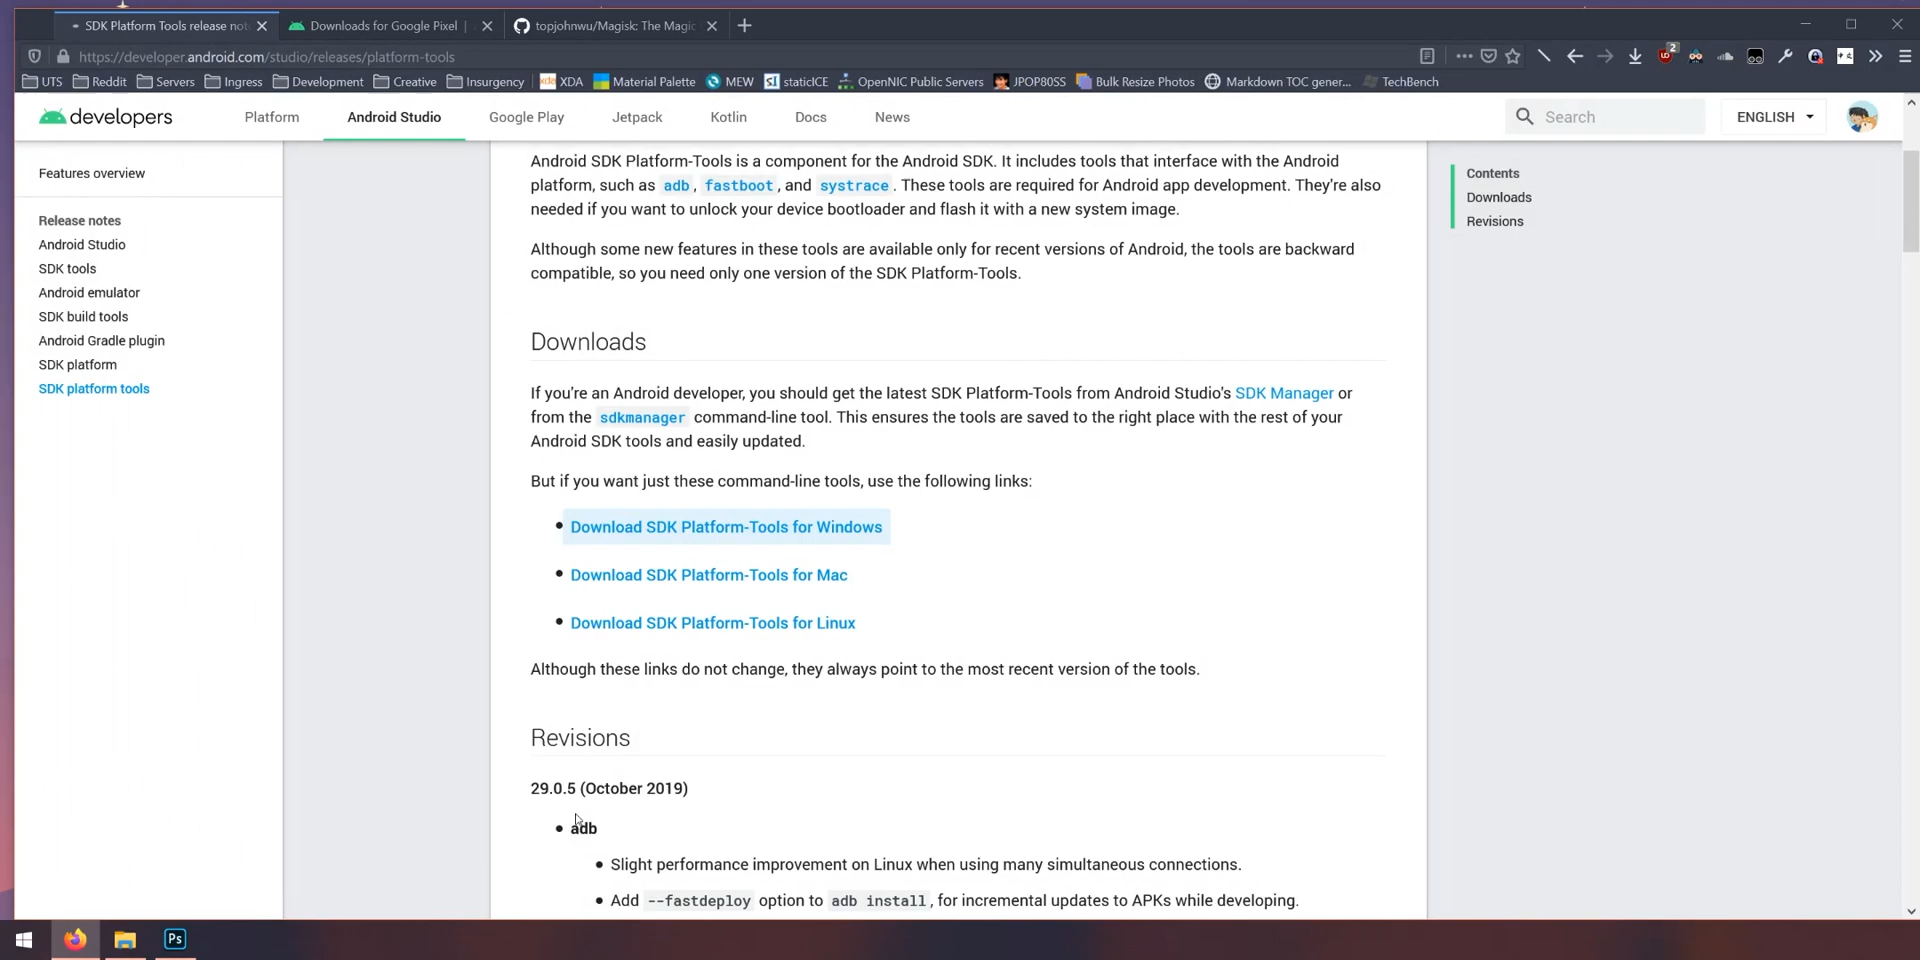 SDK Platform Tools release not
Downloads for Google Pixel |
topjohnwu/Magisk: The Magic
https://developer.android.com/studio/releases/platform-tools
2
UTS Reddit Servers Ingress Development Creative Insurgency XDA Material Palette MEW staticICE OpenNIC Public Servers JPOP80SS Bulk Resize Photos Markdown TOC gener... TechBench
developers Platform Android Studio Google Play Jetpack Kotlin Docs News Search ENGLISH
Features overview
Release notes
Android Studio
SDK tools
Android emulator
SDK build tools
Android Gradle plugin
SDK platform
SDK platform tools
Android SDK Platform-Tools is a component for the Android SDK. It includes tools that interface with the Android
platform, such as adb, fastboot, and systrace. These tools are required for Android app development. They're also
needed if you want to unlock your device bootloader and flash it with a new system image.
Although some new features in these tools are available only for recent versions of Android, the tools are backward
compatible, so you need only one version of the SDK Platform-Tools.
Downloads
If you're an Android developer, you should get the latest SDK Platform-Tools from Android Studio's SDK Manager or
from the sdkmanager command-line tool. This ensures the tools are saved to the right place with the rest of your
Android SDK tools and easily updated.
But if you want just these command-line tools, use the following links:
• Download SDK Platform-Tools for Windows
• Download SDK Platform-Tools for Mac
• Download SDK Platform-Tools for Linux
Although these links do not change, they always point to the most recent version of the tools.
Revisions
29.0.5 (October 2019)
• adb
• Slight performance improvement on Linux when using many simultaneous connections.
• Add --fastdeploy option to adb install, for incremental updates to APKs while developing.
Contents
Downloads
Revisions
Ps